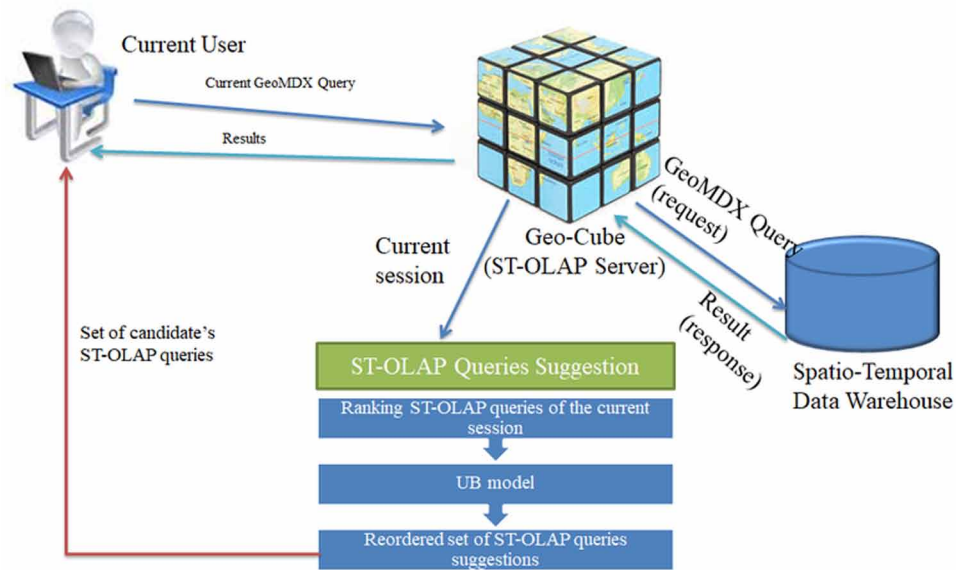 Current User
Current GeoMDX Query
Results
GeoMDX Query
(request)
Geo-Cube
(ST-OLAP Server)
Current
session
Result
(response)
Set of candidate's
ST-OLAP queries
ST-OLAP Queries Suggestion
Spatio-Temporal
Data Warehouse
Ranking ST-OLAP queries of the current
session
UB model
Reordered set of ST-OLAP queries
suggestions